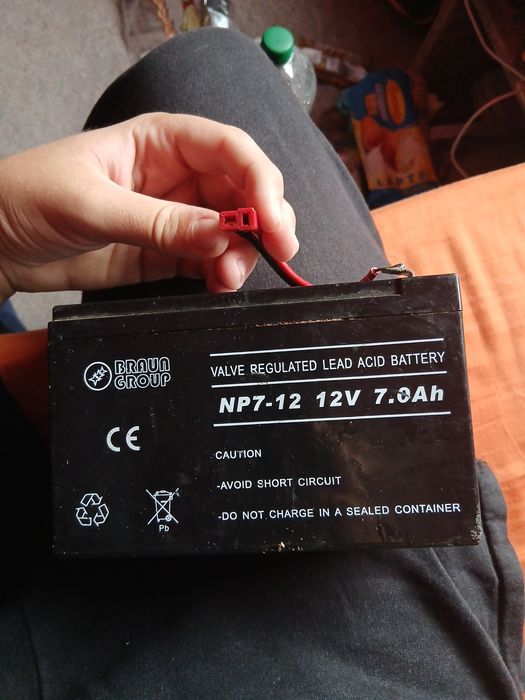 BRAUN
GROUP
VALVE REGULATED LEAD ACID BATTERY
NP7-12 12V 7.0Ah
CE
CAUTION
-AVOID SHORT CIRCUIT
-DO NOT CHARGE IN A SEALED CONTAINER
Pb